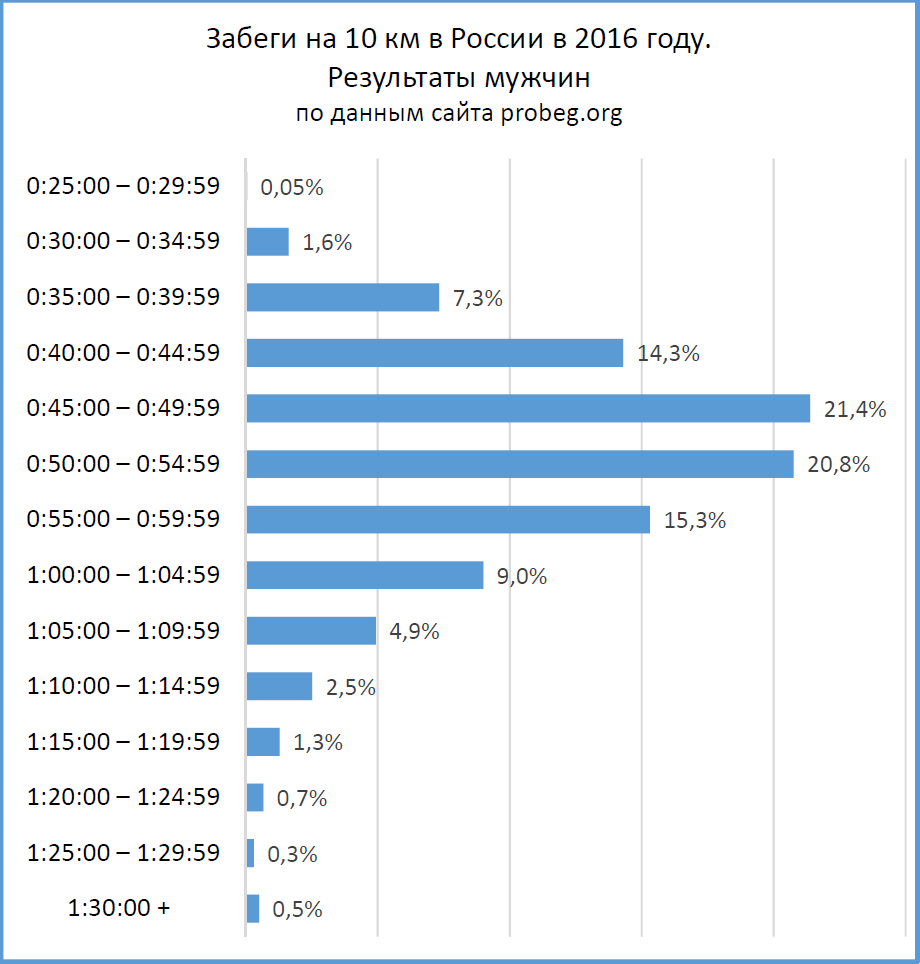 Забеги на 10 км в России в 2016 году.
Результаты мужчин
по данным сайта probeg.org
0:25:00 – 0:29:59 0,05%
0:30:00 – 0:34:59 1,6%
0:35:00 – 0:39:59 7,3%
0:40:00 – 0:44:59 14,3%
0:45:00 – 0:49:59 21,4%
0:50:00 – 0:54:59 20,8%
0:55:00 – 0:59:59 15,3%
1:00:00 – 1:04:59 9,0%
1:05:00 – 1:09:59 4,9%
1:10:00 – 1:14:59 2,5%
1:15:00 – 1:19:59 1,3%
1:20:00 – 1:24:59 0,7%
1:25:00 – 1:29:59 0,3%
1:30:00 + 0,5%